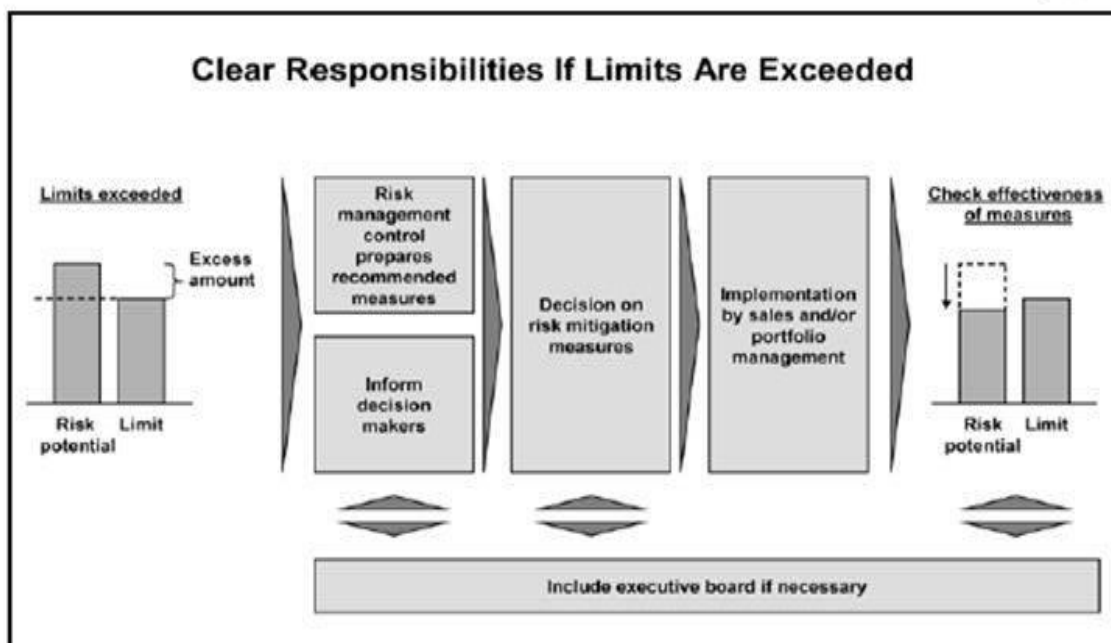 Clear Responsibilities If Limits Are Exceeded
Limits exceeded
Excess
amount
Risk
potential
Limit
Risk
management
control
prepares
recommended
measures
Inform
decision
makers
Decision on
risk mitigation
measures
Implementation
by sales and/or
portfolio
management
Check effectiveness
of measures
Risk
potential
Limit
Include executive board if necessary